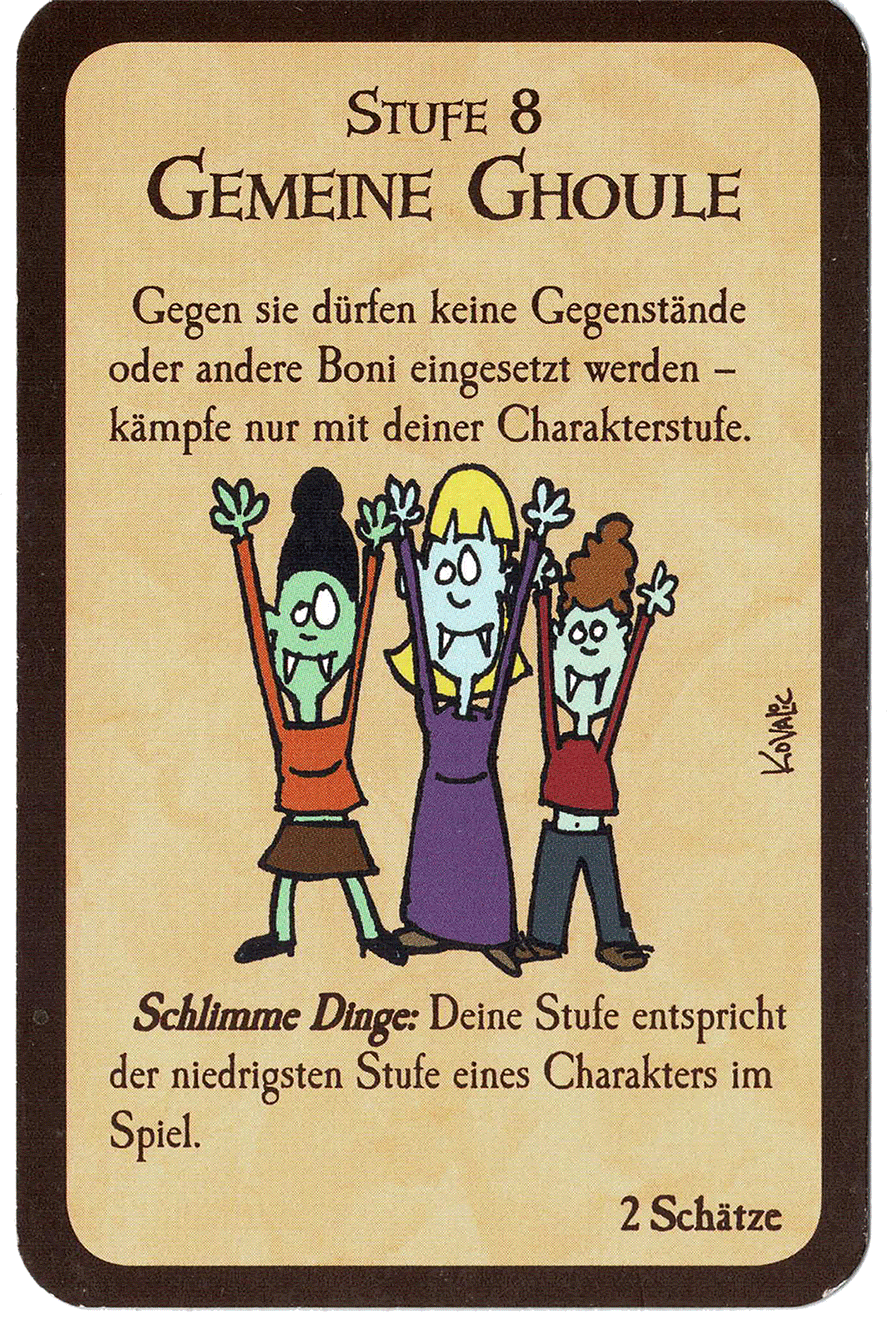 Stufe 8
Gemeine Ghoule
Gegen sie dürfen keine Gegenstände
oder andere Boni eingesetzt werden –
kämpfe nur mit deiner Charakterstufe.
Kovalic
Schlimme Dinge: Deine Stufe entspricht
der niedrigsten Stufe eines Charakters im
Spiel.
2 Schätze